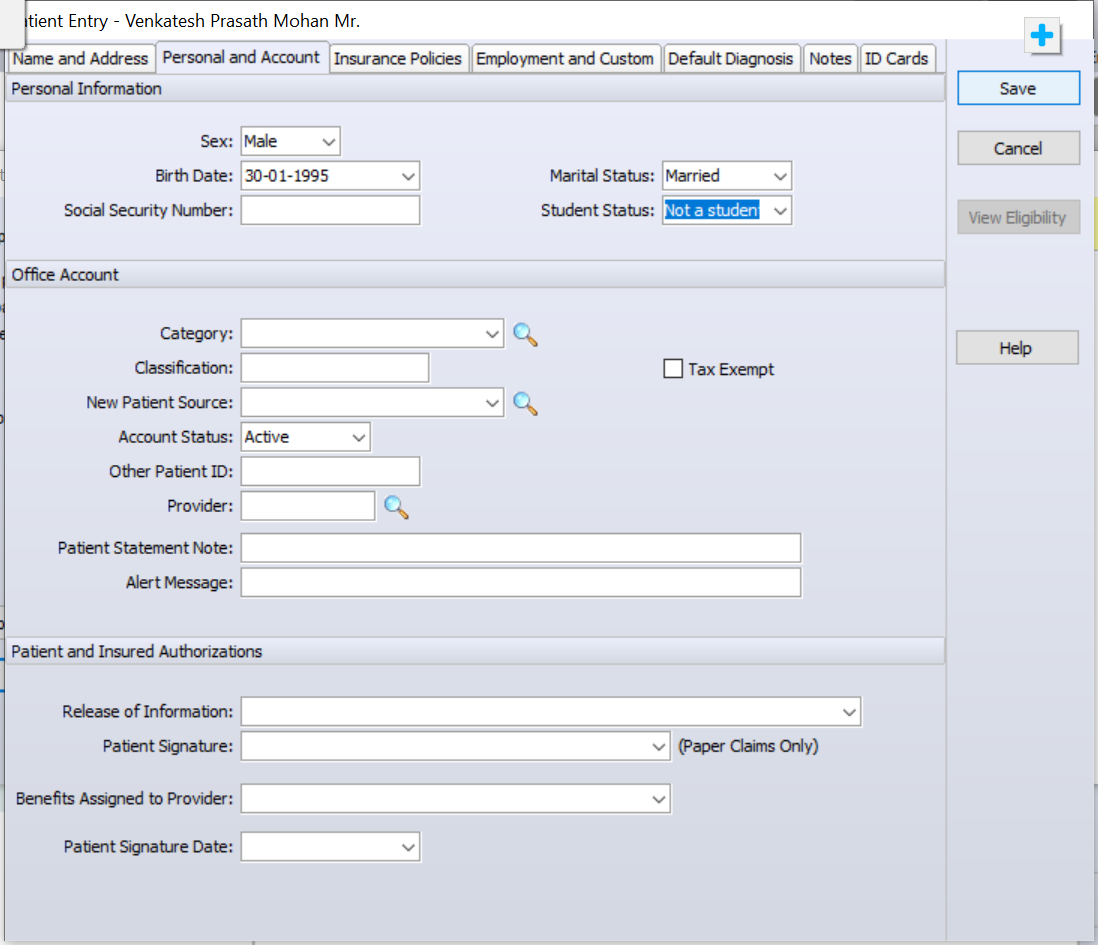 atient Entry - Venkatesh Prasath Mohan Mr.
Name and Address Personal and Account Insurance Policies Employment and Custom Default Diagnosis Notes ID Cards
Personal Information
Save
Sex: Male
Cancel
Birth Date: 30-01-1995 Marital Status: Married
Social Security Number: Student Status: Not a studen
View Eligibility
Office Account
Category:
Help
Classification: Tax Exempt
New Patient Source:
Account Status: Active
Other Patient ID:
Provider:
Patient Statement Note:
Alert Message:
Patient and Insured Authorizations
Release of Information:
Patient Signature: (Paper Claims Only)
Benefits Assigned to Provider:
Patient Signature Date: